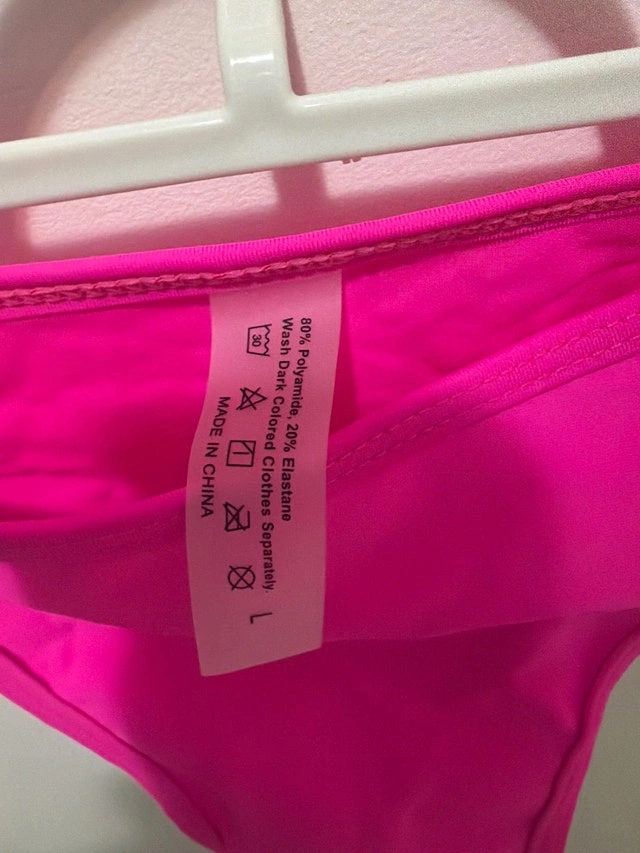 80% Polyamide, 20% Elastane
Wash Dark Colored Clothes Separately.
30
L
MADE IN CHINA